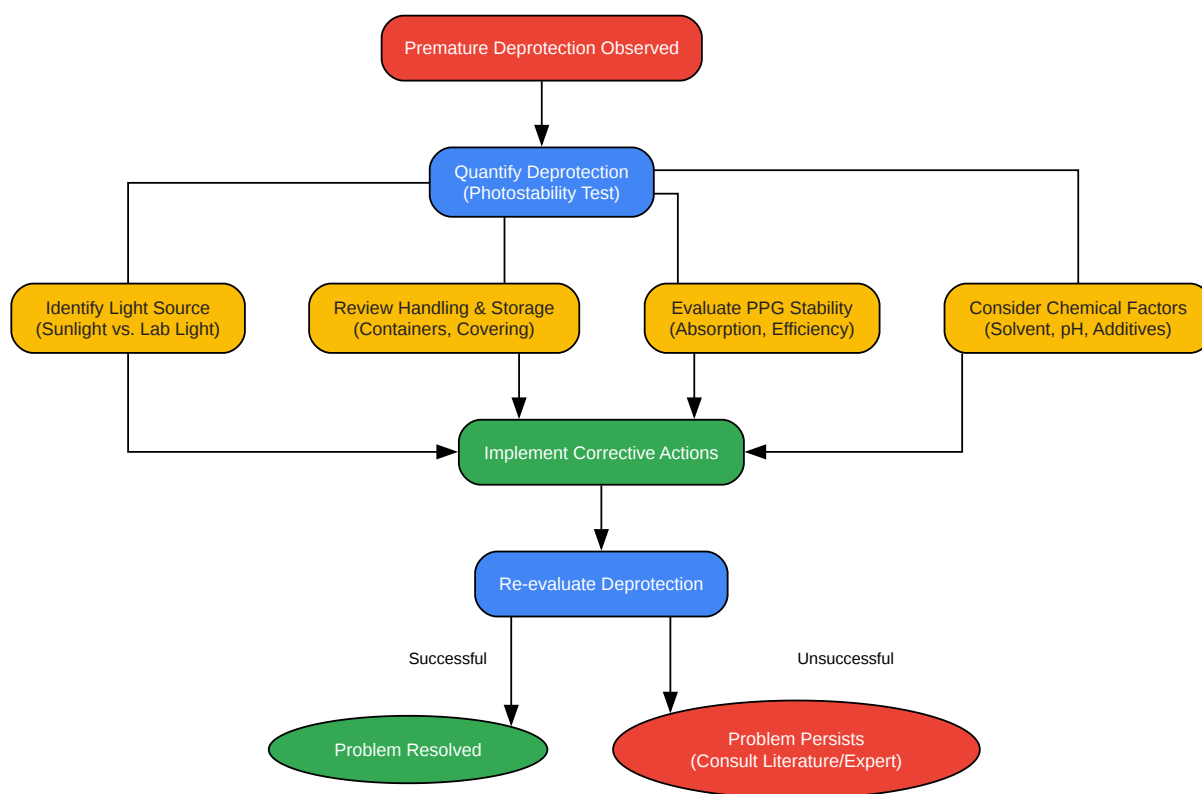 Premature Deprotection Observed
Quantify Deprotection
(Photostability Test)
Identify Light Source
(Sunlight vs. Lab Light)
Review Handling & Storage
(Containers, Covering)
Evaluate PPG Stability
(Absorption, Efficiency)
Consider Chemical Factors
(Solvent, pH, Additives)
Implement Corrective Actions
Re-evaluate Deprotection
Successful
Unsuccessful
Problem Resolved
Problem Persists
(Consult Literature/Expert)